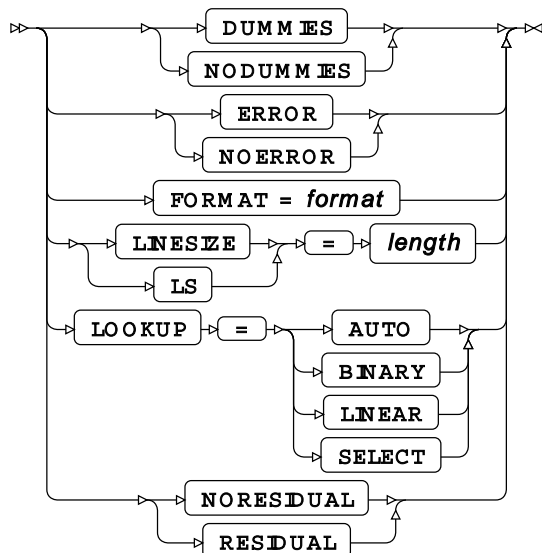 DUMMIES
NODUMMIES
ERROR
NOERROR
FORMAT = format
LINESIZE = length
LS
LOOKUP = AUTO
BINARY
LINEAR
SELECT
NORESIDUAL
RESIDUAL